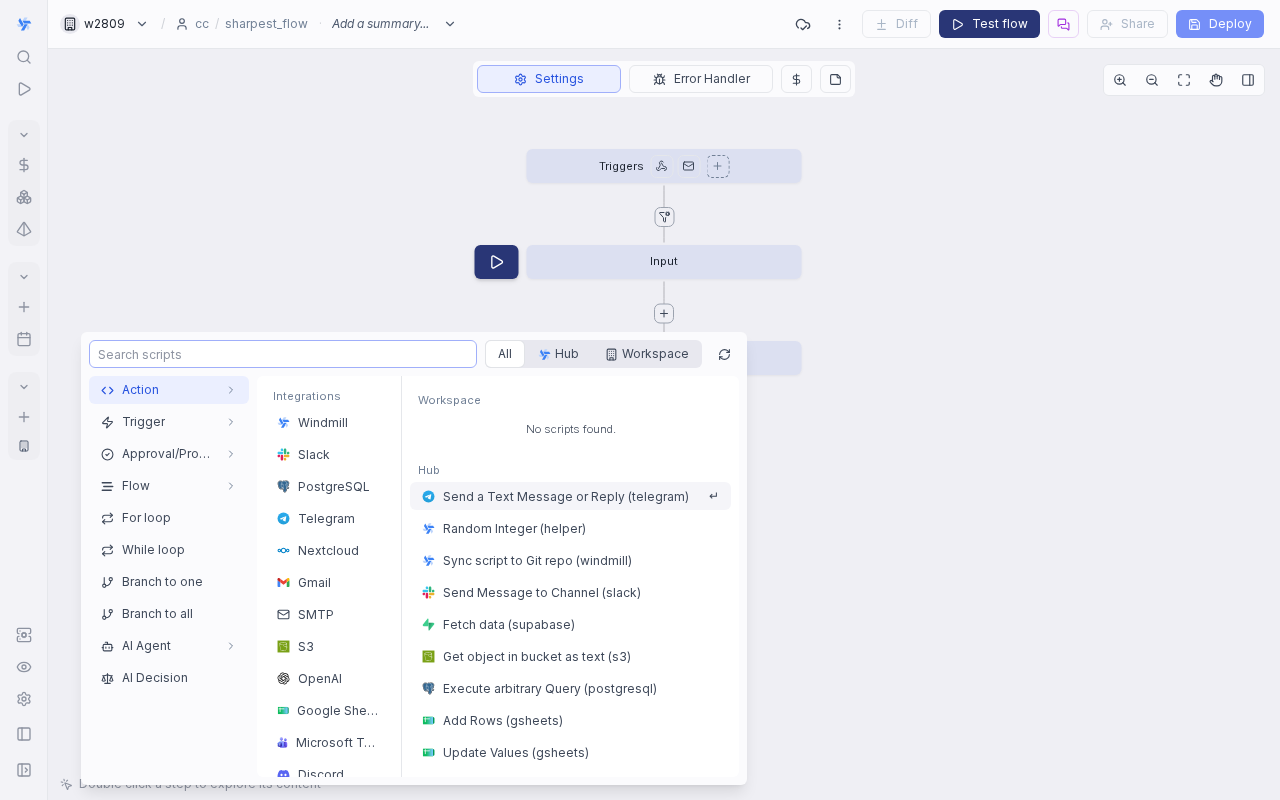 w2809 / cc / sharpest_flow · Add a summary...
Diff
Test flow
Share
Deploy
Settings
Error Handler
Triggers
Input
Search scripts
All
Hub
Workspace
Action
Trigger
Approval/Pro...
Flow
For loop
While loop
Branch to one
Branch to all
AI Agent
AI Decision
Integrations
Windmill
Slack
PostgreSQL
Telegram
Nextcloud
Gmail
SMTP
S3
OpenAI
Google She...
Microsoft T...
Discord
Workspace
No scripts found.
Hub
Send a Text Message or Reply (telegram)
Random Integer (helper)
Sync script to Git repo (windmill)
Send Message to Channel (slack)
Fetch data (supabase)
Get object in bucket as text (s3)
Execute arbitrary Query (postgresql)
Add Rows (gsheets)
Update Values (gsheets)
Double click a step to explore its content